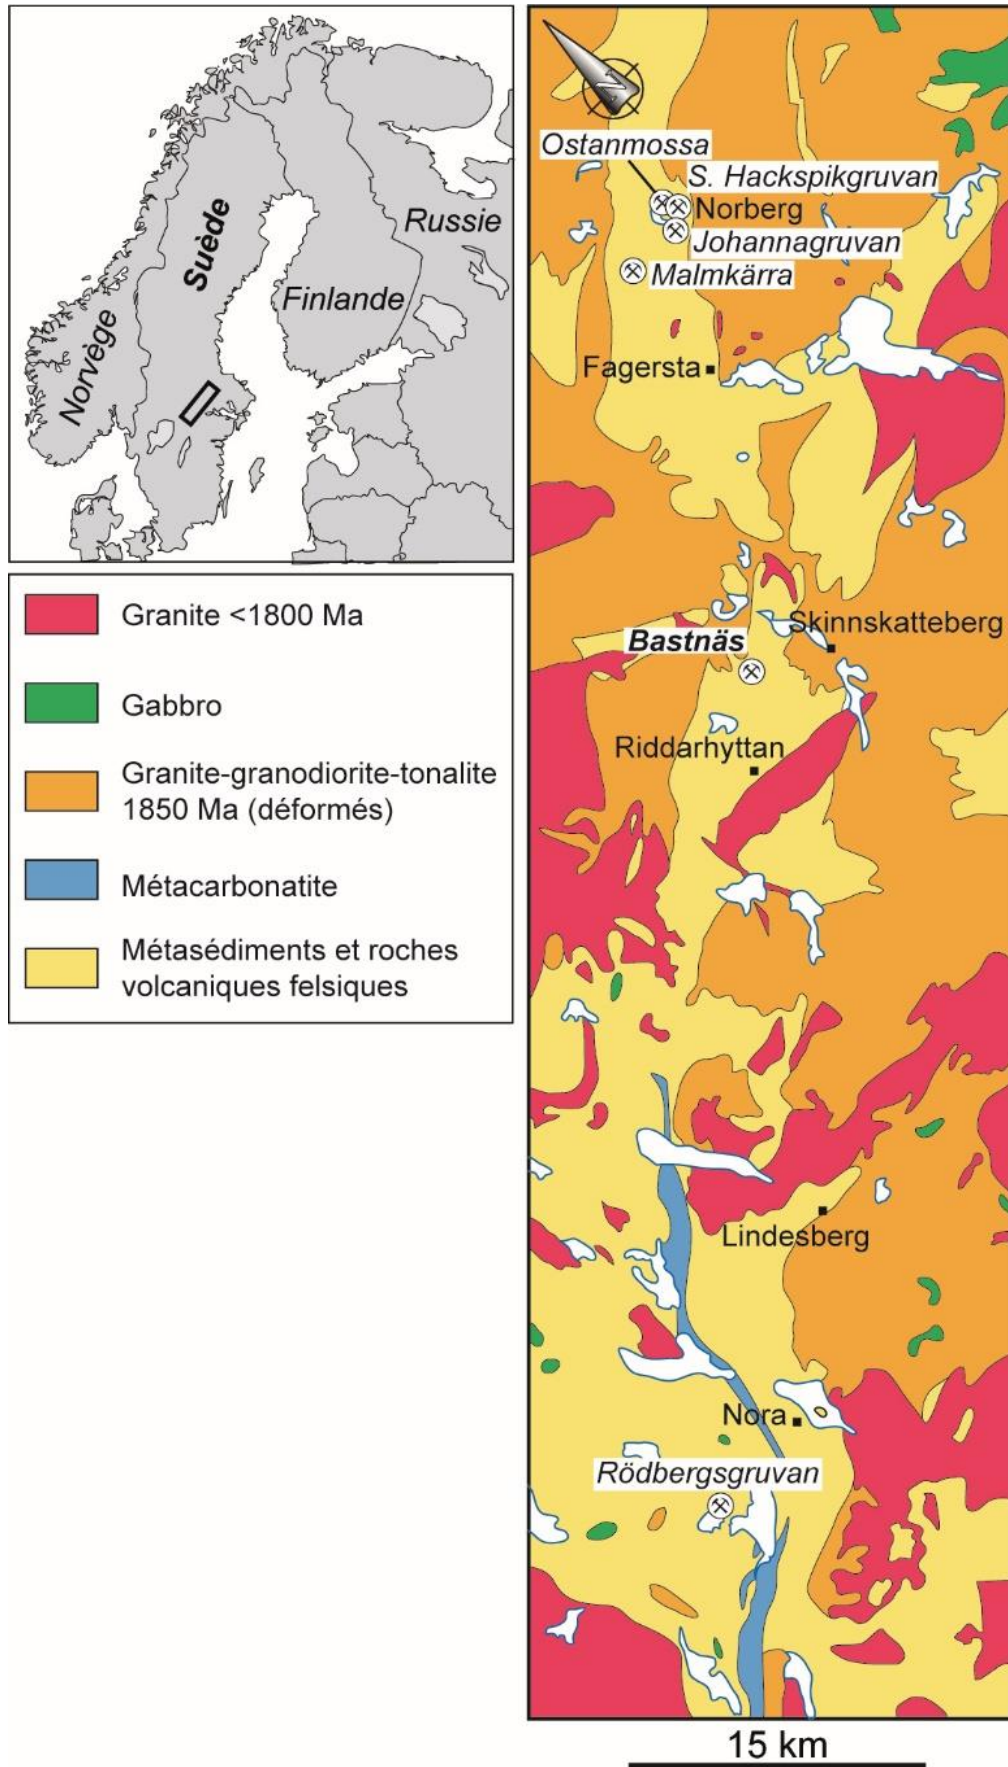 Norvège
Suède
Finlande
Russie
Granite <1800 Ma
Gabbro
Granite-granodiorite-tonalite
1850 Ma (déformés)
Métacarbonatite
Métasédiments et roches
volcaniques felsiques
N
Ostanmossa
S. Hackspikgruvan
Norberg
Johannagruvan
Malmkärra
Fagersta
Skinnskatteberg
Bastnäs
Riddarhyttan
Lindesberg
Nora
Rödbergsgruvan
15 km